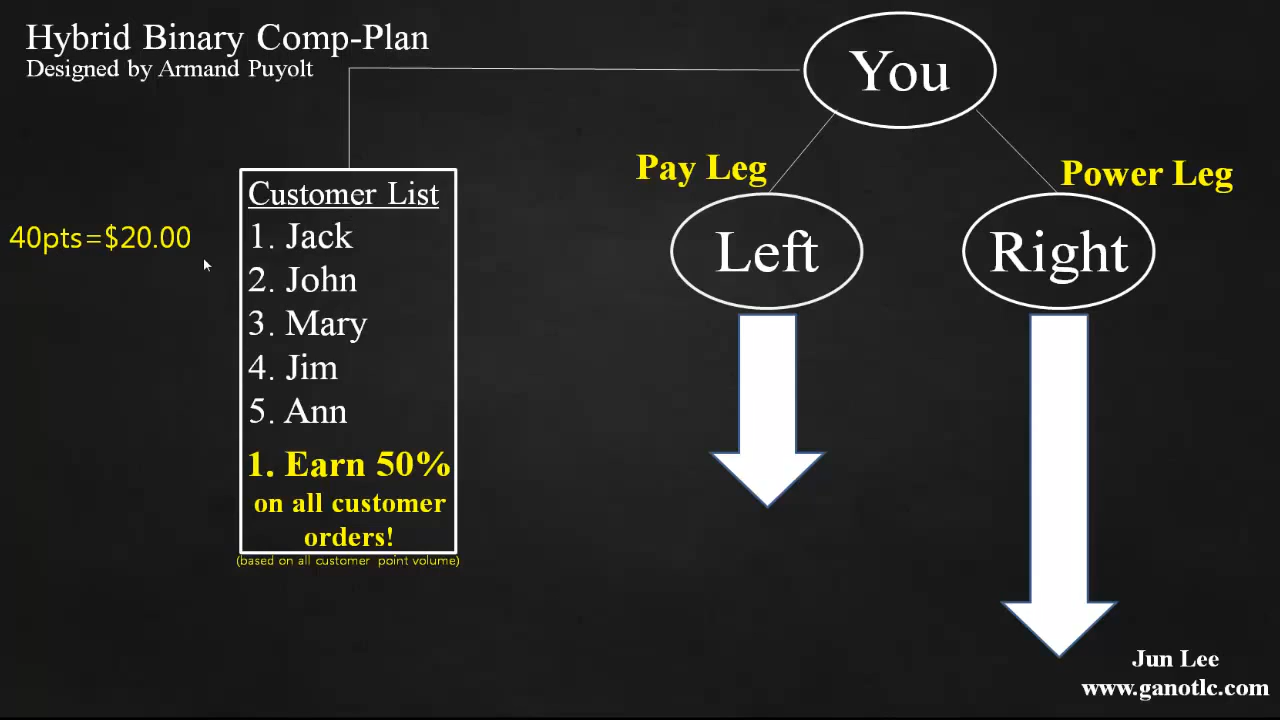 Hybrid Binary Comp-Plan
Designed by Armand Puyolt
You
Pay Leg
Power Leg
Left
Right
40pts=$20.00
Customer List
1. Jack
2. John
3. Mary
4. Jim
5. Ann
1. Earn 50%
on all customer
orders!
(based on all customer point volume)
Jun Lee
www.ganotlc.com